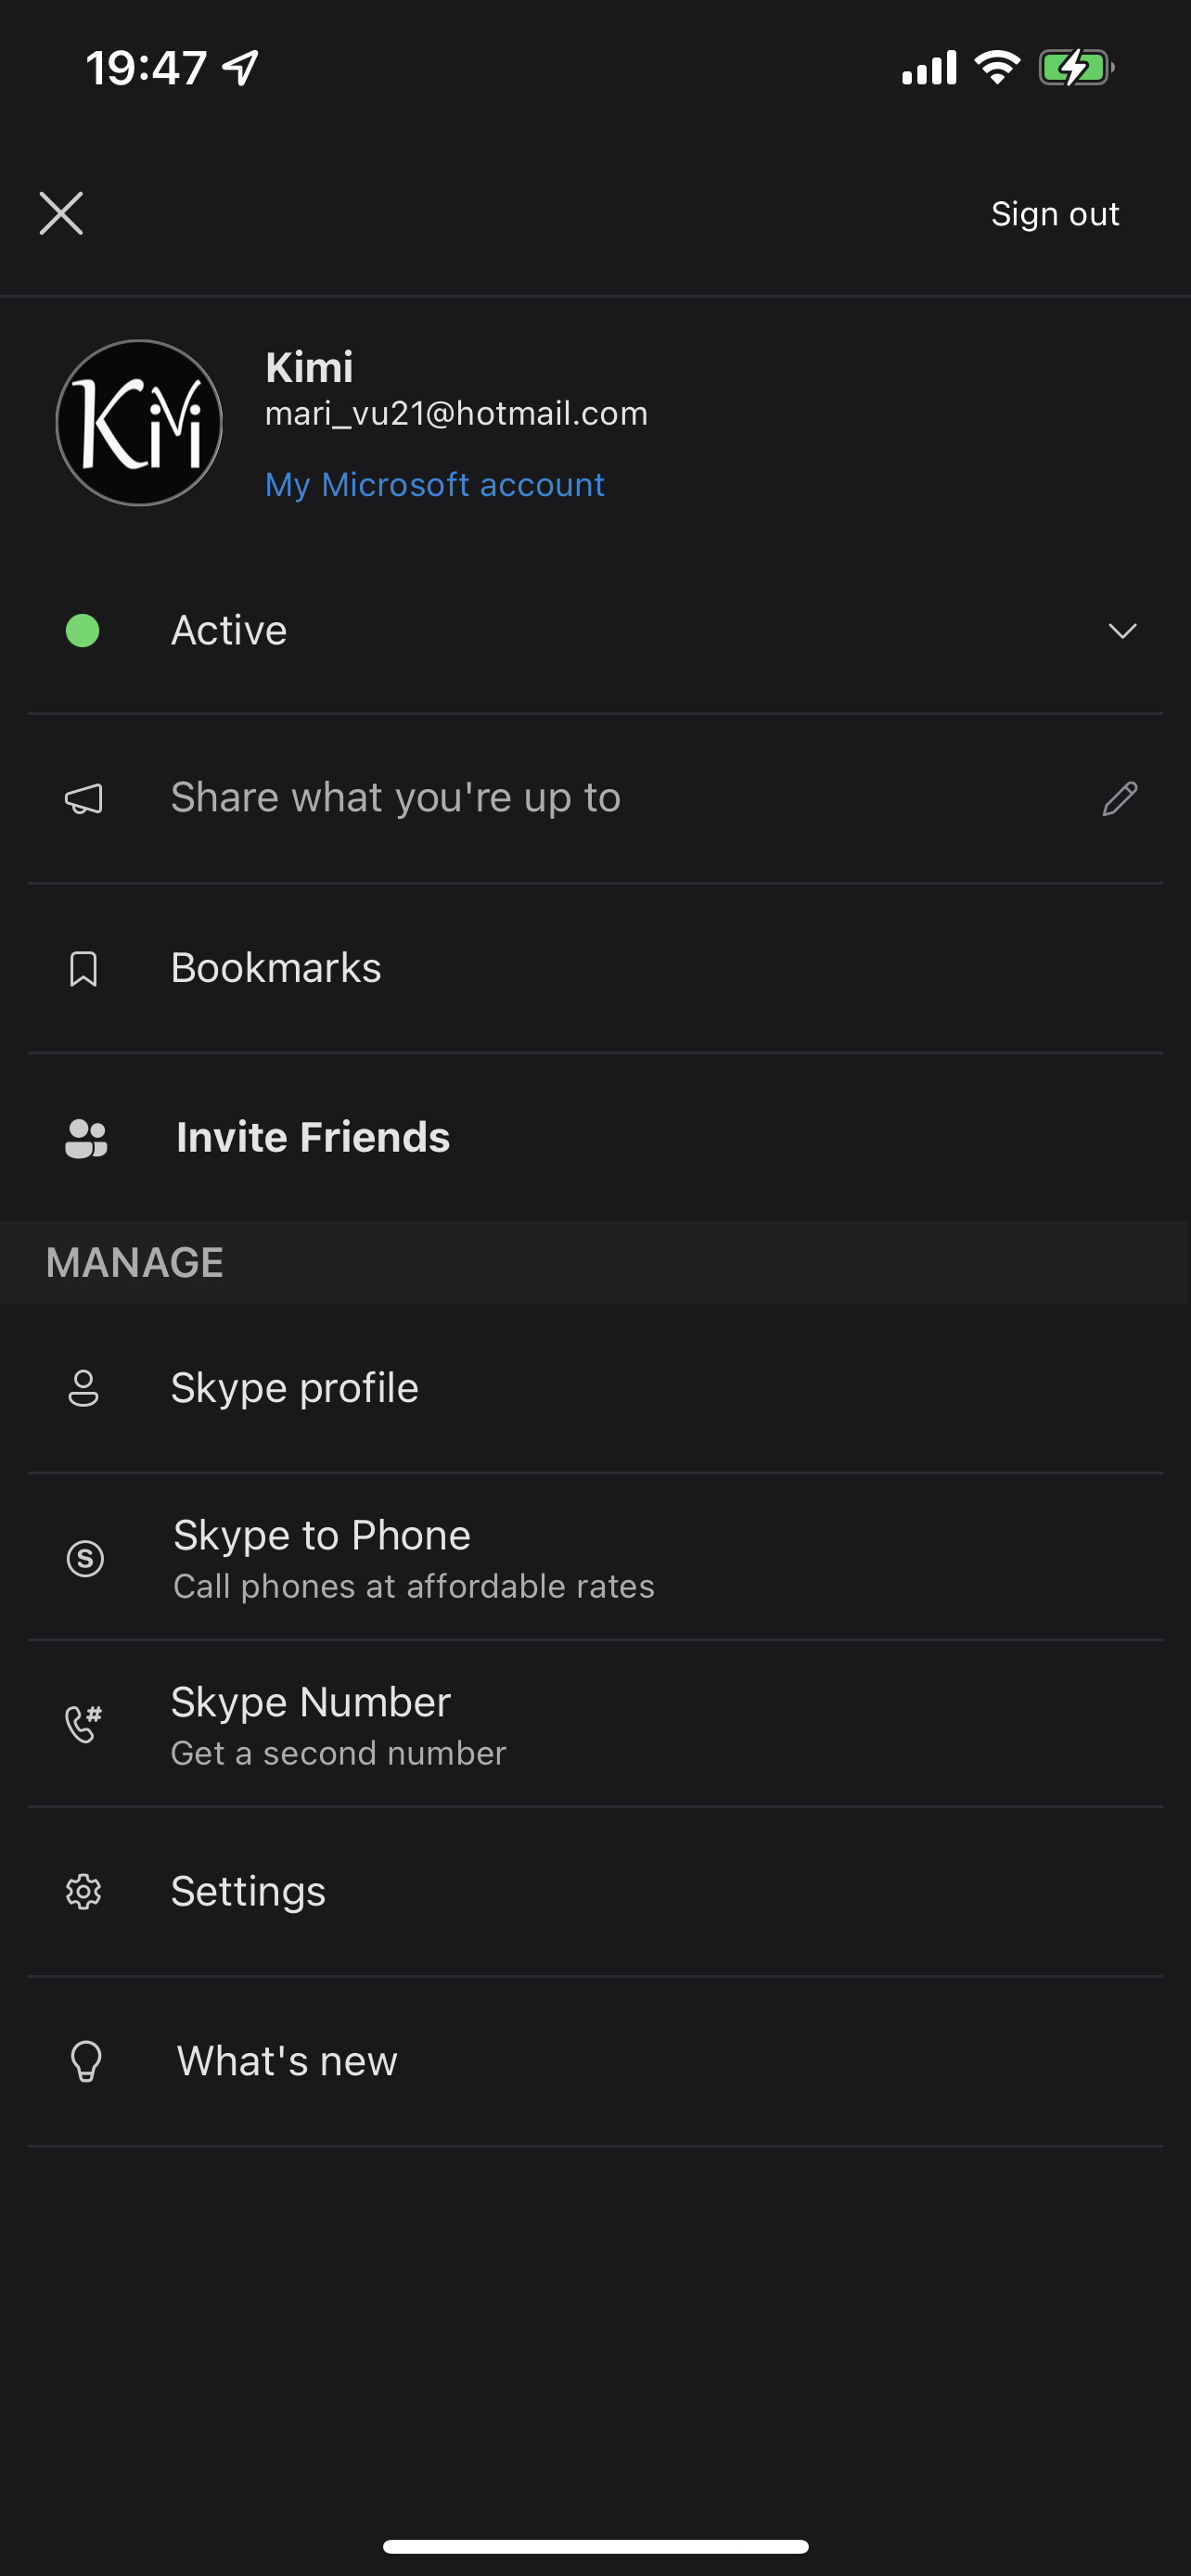 19:47
Sign out
Kimi
Kimi
mari_vu21@hotmail.com
My Microsoft account
Active
Share what you're up to
Bookmarks
Invite Friends
MANAGE
Skype profile
Skype to Phone
Call phones at affordable rates
Skype Number
Get a second number
Settings
What's new